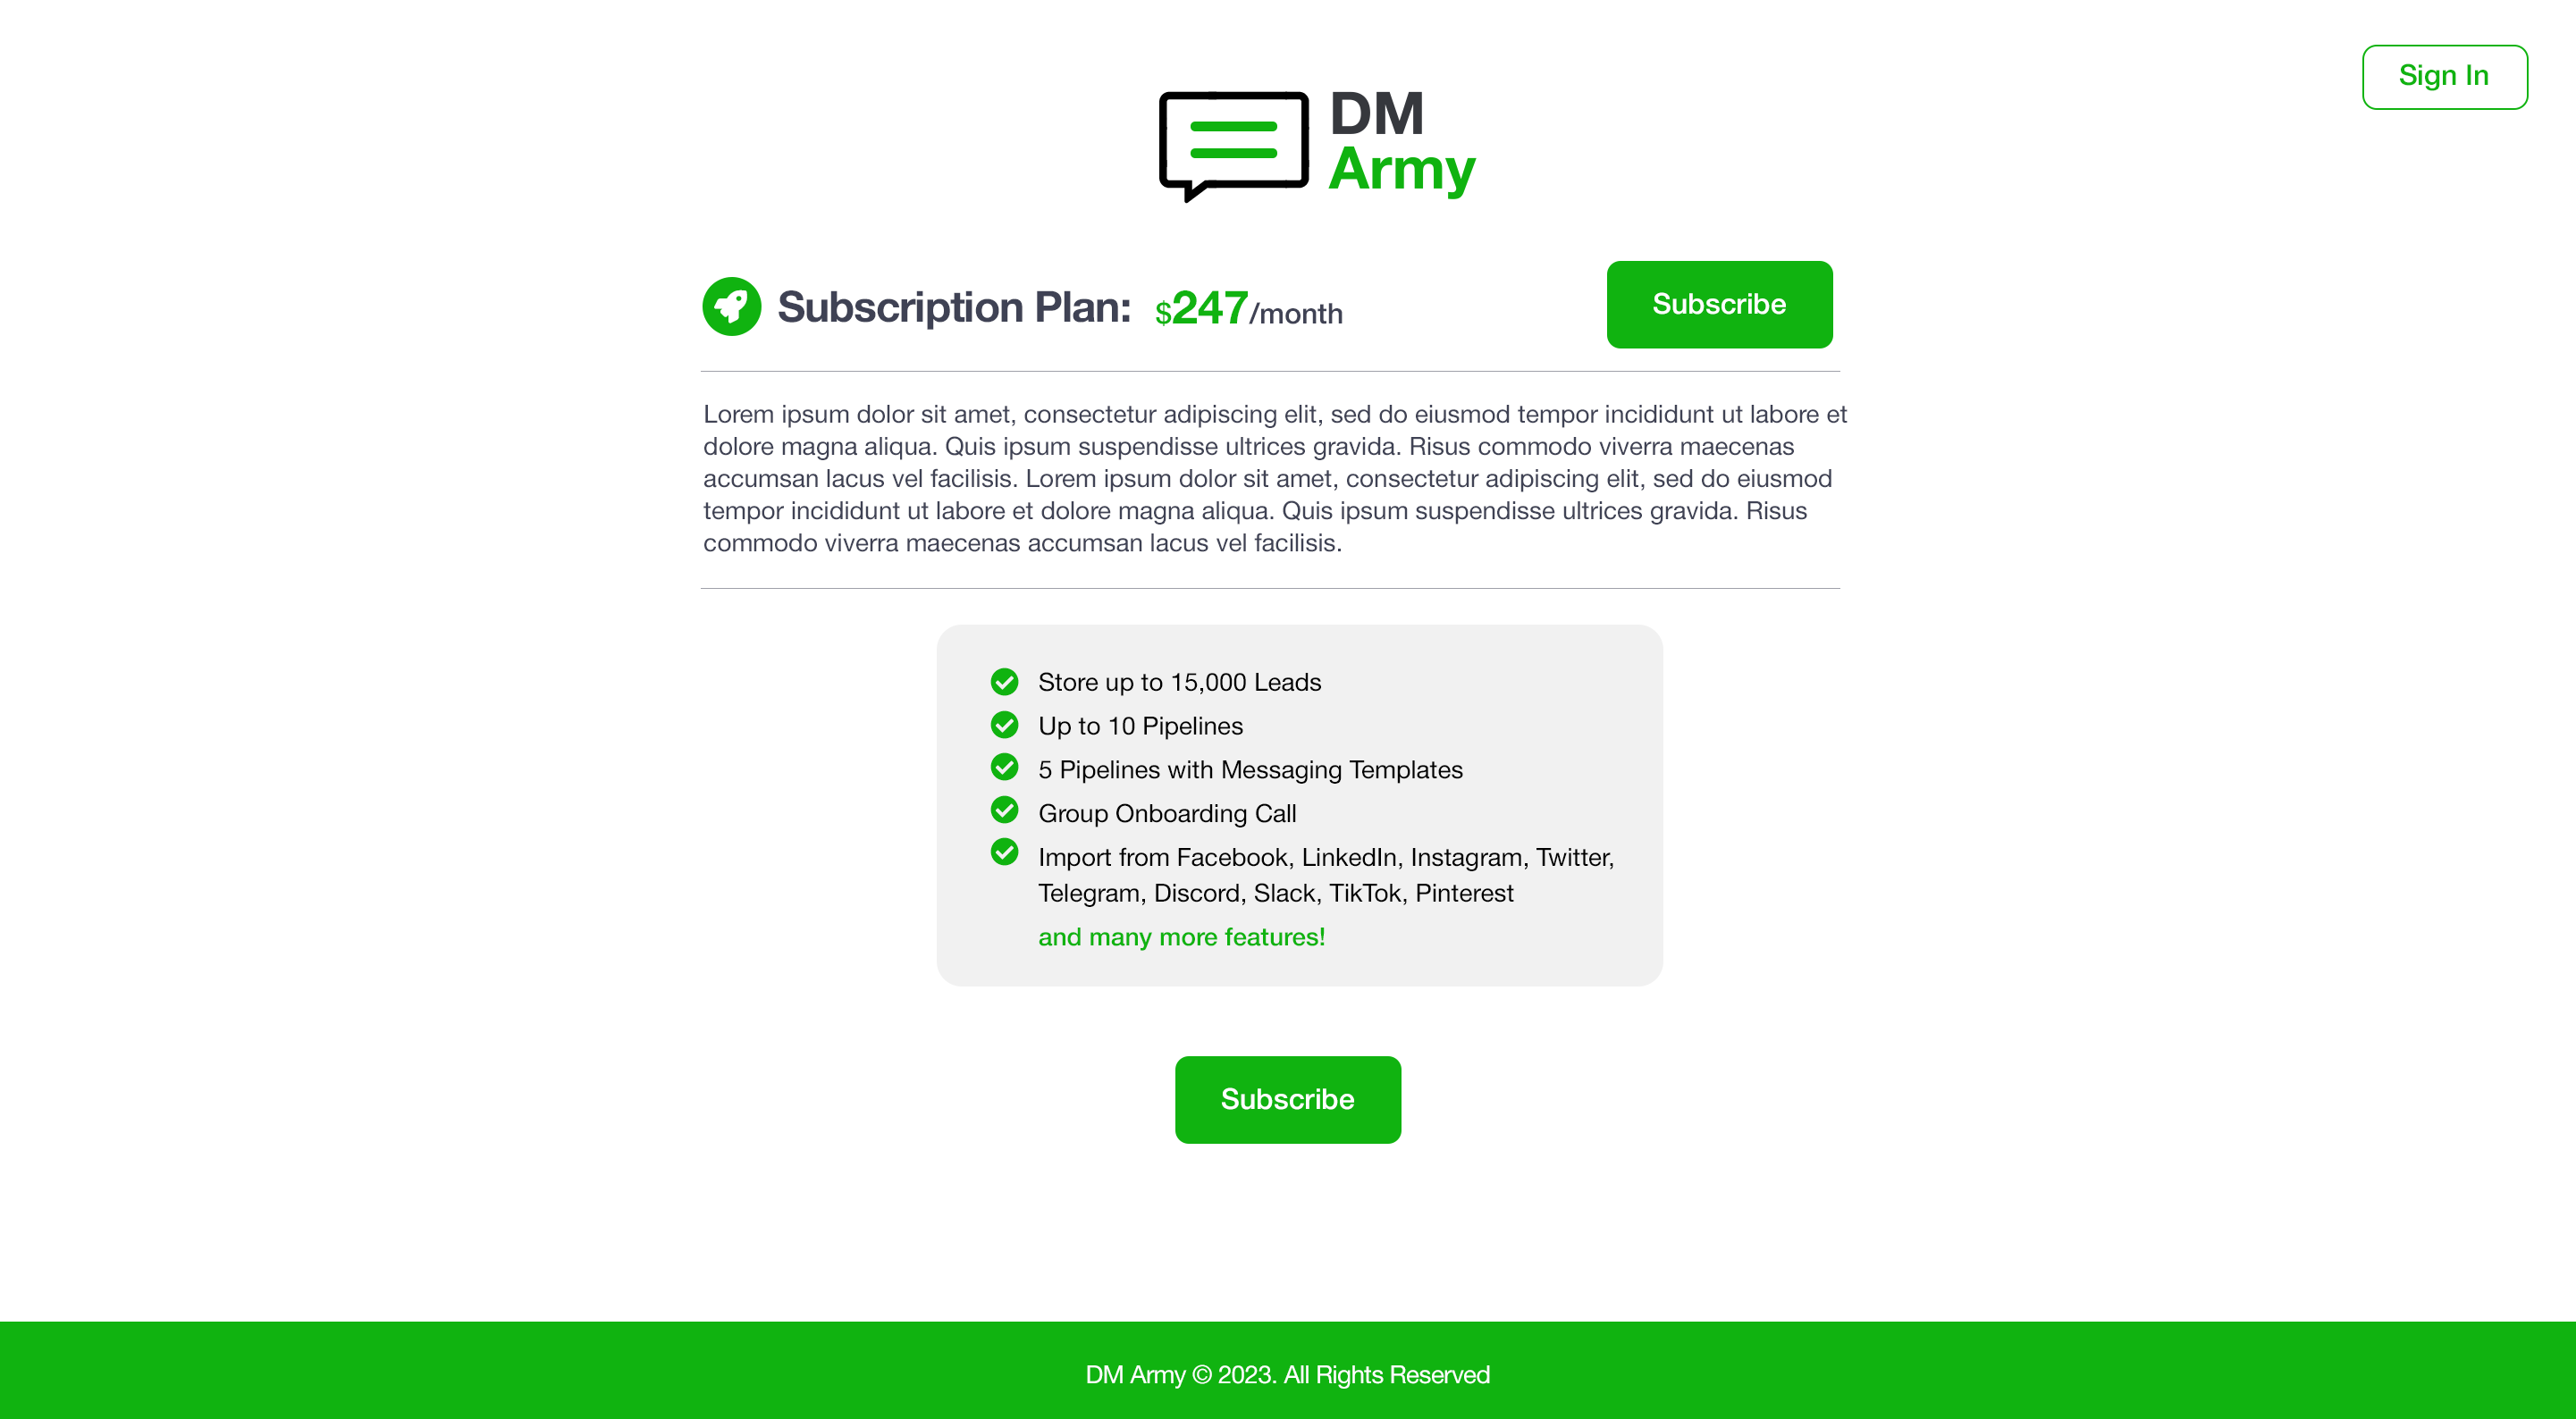 Sign In
DM
Army
Subscription Plan: $247/month
Subscribe
Lorem ipsum dolor sit amet, consectetur adipiscing elit, sed do eiusmod tempor incididunt ut labore et
dolore magna aliqua. Quis ipsum suspendisse ultrices gravida. Risus commodo viverra maecenas
accumsan lacus vel facilisis. Lorem ipsum dolor sit amet, consectetur adipiscing elit, sed do eiusmod
tempor incididunt ut labore et dolore magna aliqua. Quis ipsum suspendisse ultrices gravida. Risus
commodo viverra maecenas accumsan lacus vel facilisis.
Store up to 15,000 Leads
Up to 10 Pipelines
5 Pipelines with Messaging Templates
Group Onboarding Call
Import from Facebook, LinkedIn, Instagram, Twitter,
Telegram, Discord, Slack, TikTok, Pinterest
and many more features!
Subscribe
DM Army © 2023. All Rights Reserved